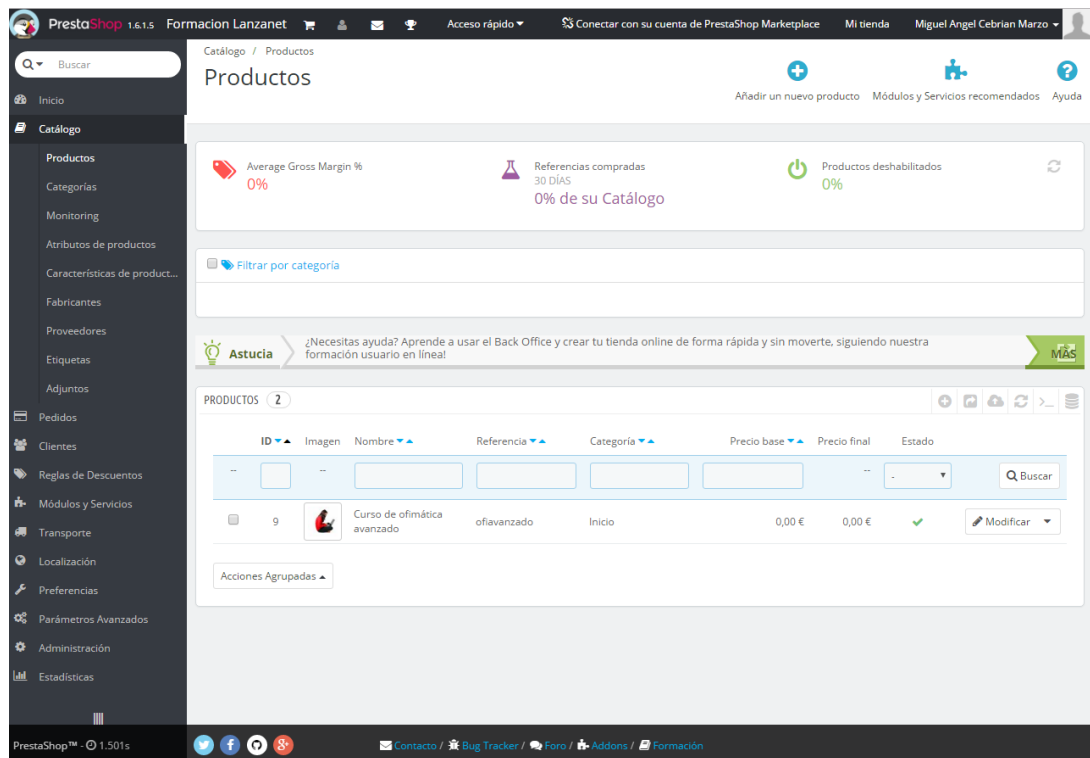 PrestaShop 1.6.1.5 Formacion Lanzanet Acceso rápido Conectar con su cuenta de PrestaShop Marketplace Mi tienda Miguel Angel Cebrian Marzo
Buscar
Inicio
Catálogo
Productos
Categorías
Monitoring
Atributos de productos
Características de product...
Fabricantes
Proveedores
Etiquetas
Adjuntos
Pedidos
Clientes
Reglas de Descuentos
Módulos y Servicios
Transporte
Localización
Preferencias
Parámetros Avanzados
Administración
Estadísticas
PrestaShop™ - 1.501s
Catálogo / Productos
Productos
Añadir un nuevo producto Módulos y Servicios recomendados Ayuda
Average Gross Margin %
0%
Referencias compradas
30 DÍAS
0% de su Catálogo
Productos deshabilitados
0%
Filtrar por categoría
Astucia
¿Necesitas ayuda? Aprende a usar el Back Office y crear tu tienda online de forma rápida y sin moverte, siguiendo nuestra
formación usuario en línea!
MÁS
PRODUCTOS 2
ID Imagen Nombre Referencia Categoría Precio base Precio final Estado
-- -- -- - Buscar
9 Curso de ofimática
avanzado
ofiavanzado Inicio 0,00 € 0,00 € Modificar
Acciones Agrupadas
Contacto / Bug Tracker / Foro / Addons / Formación